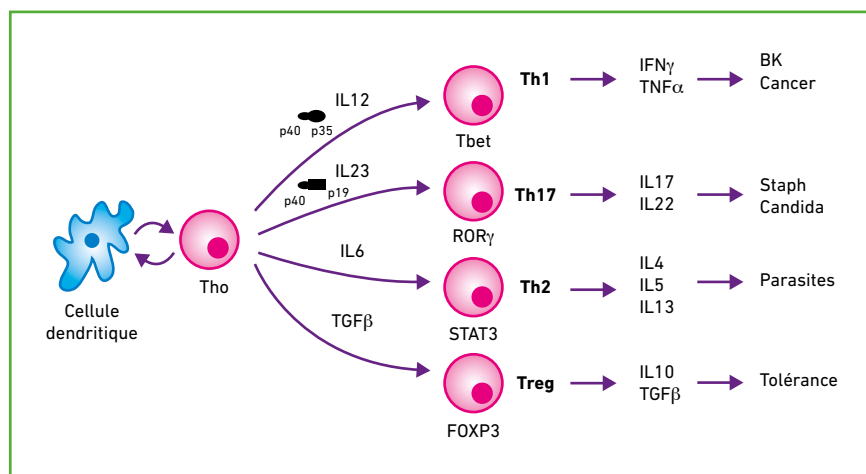 Cellule
dendritique
Tho
IL12
p40 p35
IL23
p40 p19
IL6
TGFβ
Tbet
Th1
IFNγ
TNFα
BK
Cancer
RORγ
Th17
IL17
IL22
Staph
Candida
STAT3
Th2
IL4
IL5
IL13
Parasites
FOXP3
Treg
IL10
TGFβ
Tolérance